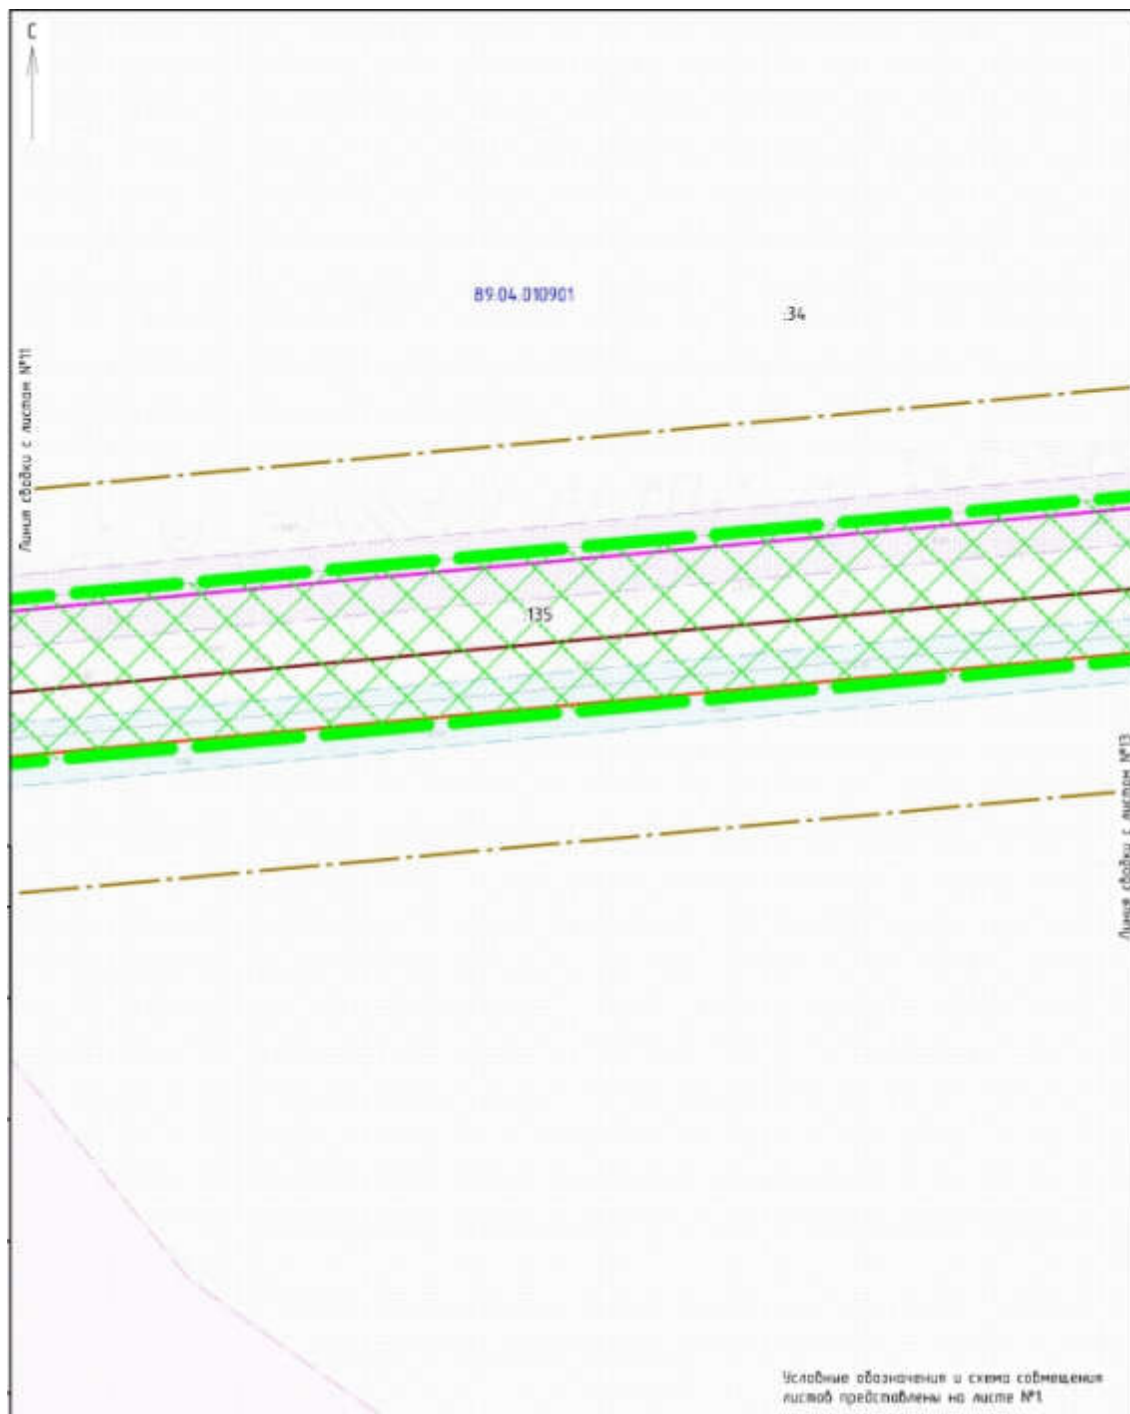 С
89:04:010901
:34
Линия сводки с листом №11
:135
Линия сводки с листом №13
Условные обозначения и схема совмещения
листов представлены на листе №1